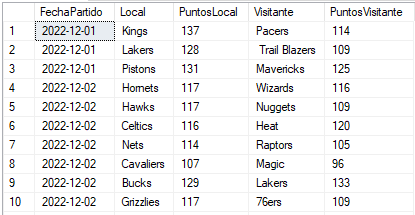 FechaPartido Local PuntosLocal Visitante PuntosVisitante
1 2022-12-01 Kings 137 Pacers 114
2 2022-12-01 Lakers 128 Trail Blazers 109
3 2022-12-01 Pistons 131 Mavericks 125
4 2022-12-02 Hornets 117 Wizards 116
5 2022-12-02 Hawks 117 Nuggets 109
6 2022-12-02 Celtics 116 Heat 120
7 2022-12-02 Nets 114 Raptors 105
8 2022-12-02 Cavaliers 107 Magic 96
9 2022-12-02 Bucks 129 Lakers 133
10 2022-12-02 Grizzlies 117 76ers 109